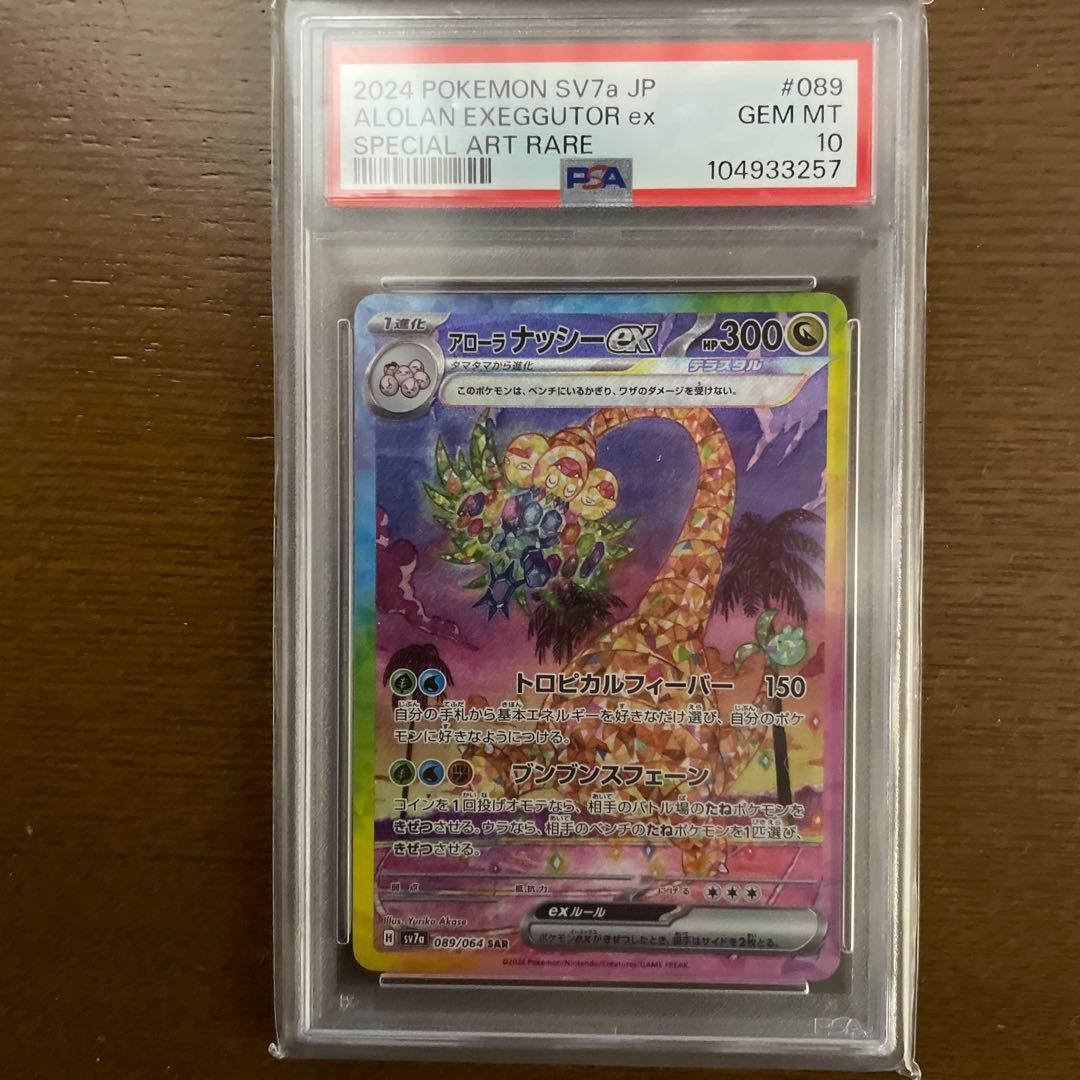 2024 POKEMON SV7a JP #089
ALOLAN EXEGGUTOR ex GEM MT
SPECIAL ART RARE 10
PSA 104933257
1進化 アローラ ナッシーex HP300
タマタマから進化 テラスタル
このポケモンは、ベンチにいるかぎり、ワザのダメージを受けない。
トロピカルフィーバー 150
自分の手札から基本エネルギーを好きなだけ選び、自分のポケ
モンに好きなようにつける。
ブンブンスフェーン
コインを1回投げオモテなら、相手のバトル場のたねポケモンを
きぜつさせる。ウラなら、相手のベンチのたねポケモンを1匹選び、
きぜつさせる。
弱点 抵抗力 にげる
Illus. Yuriko Akase
exルール
ポケモンexがきぜつしたとき、相手はサイドを2枚とる。
H sv7a 089/064 SAR
©2024 Pokémon/Nintendo/Creatures/GAME FREAK
PSA